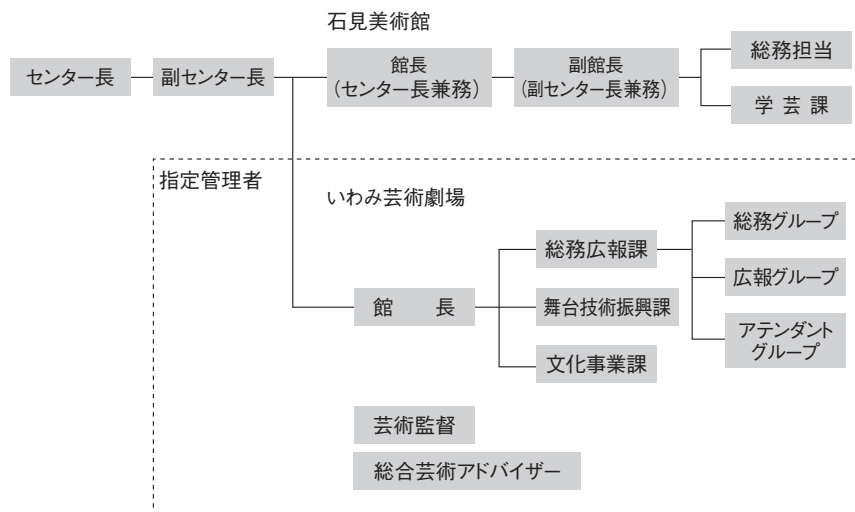 石見美術館
センター長
副センター長
館長
（センター長兼務）
副館長
（副センター長兼務）
総務担当
学芸課
指定管理者
いわみ芸術劇場
館　　長
総務広報課
舞台技術振興課
文化事業課
総務グループ
広報グループ
アテンダント
グループ
芸術監督
総合芸術アドバイザー